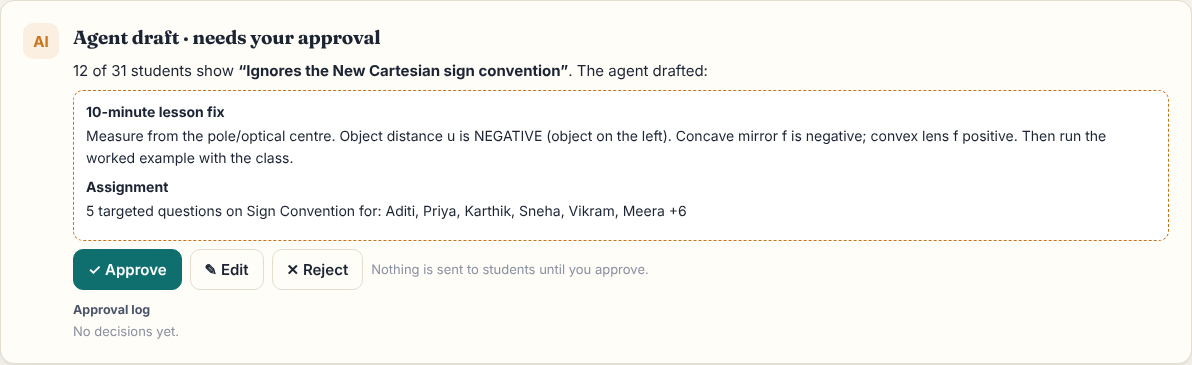 AI
Agent draft · needs your approval
12 of 31 students show “Ignores the New Cartesian sign convention”. The agent drafted:
10-minute lesson fix
Measure from the pole/optical centre. Object distance u is NEGATIVE (object on the left). Concave mirror f is negative; convex lens f positive. Then run the
worked example with the class.
Assignment
5 targeted questions on Sign Convention for: Aditi, Priya, Karthik, Sneha, Vikram, Meera +6
✓ Approve ✎ Edit ✕ Reject Nothing is sent to students until you approve.
Approval log
No decisions yet.